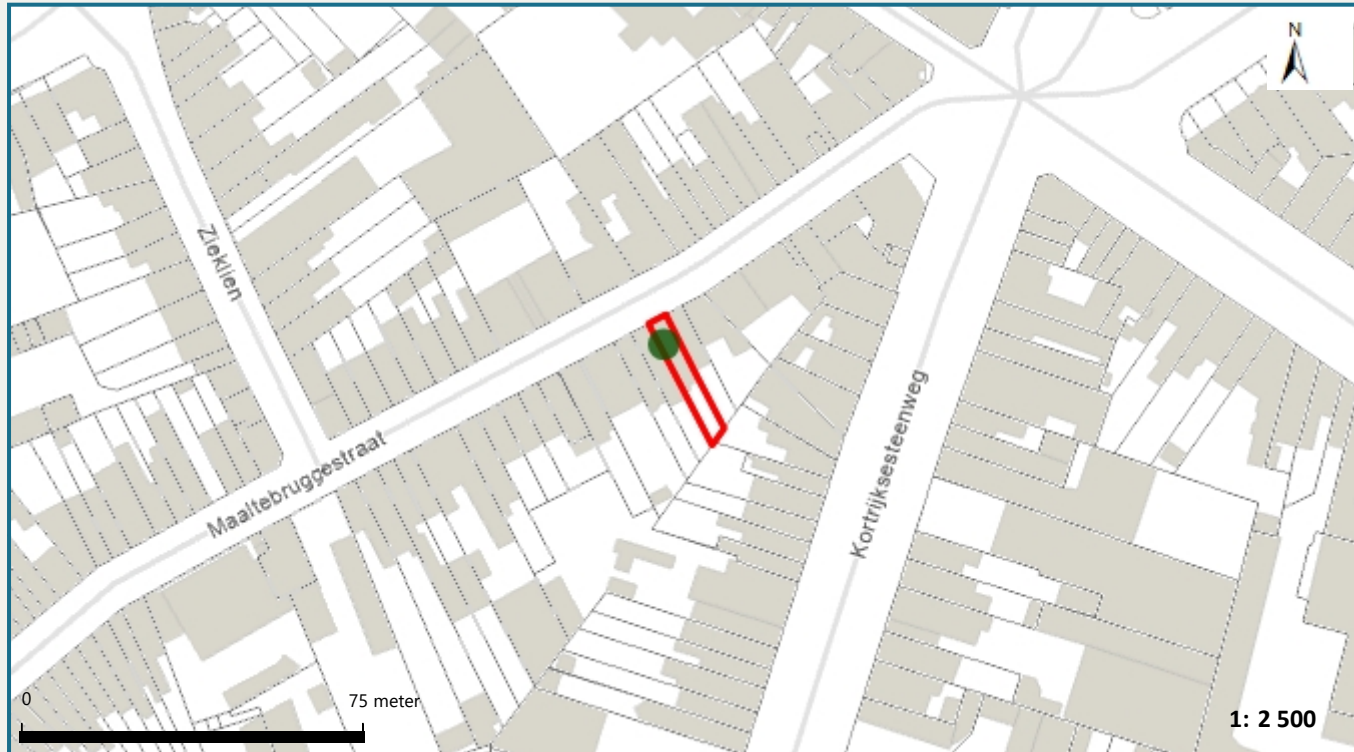 N
Zieklien
Maaltebruggestraat
Kortrijksesteenweg
0
75 meter
1: 2 500